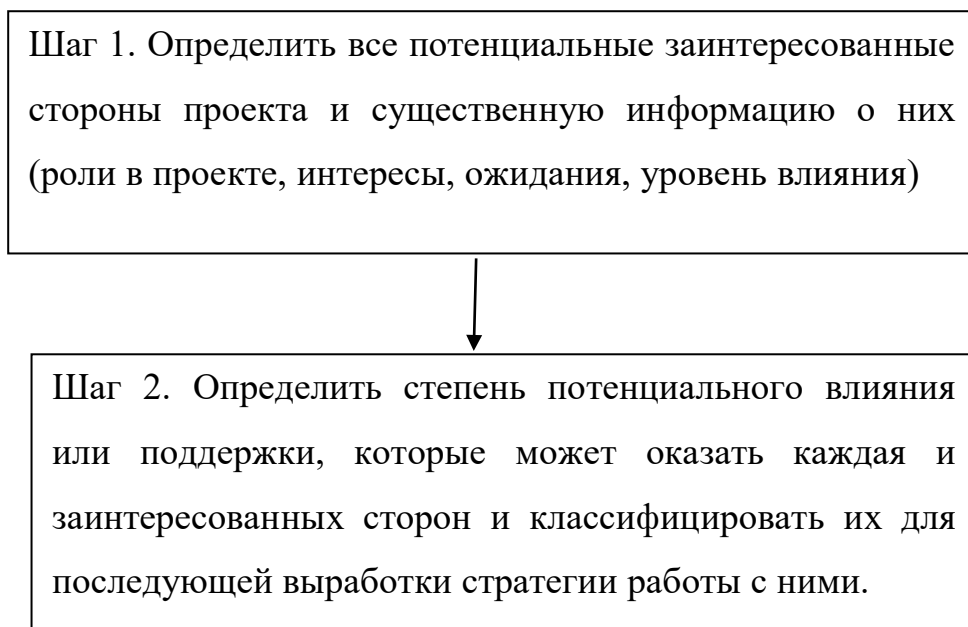 Шаг 1. Определить все потенциальные заинтересованные
стороны проекта и существенную информацию о них
(роли в проекте, интересы, ожидания, уровень влияния)
Шаг 2. Определить степень потенциального влияния
или поддержки, которые может оказать каждая и
заинтересованных сторон и классифицировать их для
последующей выработки стратегии работы с ними.